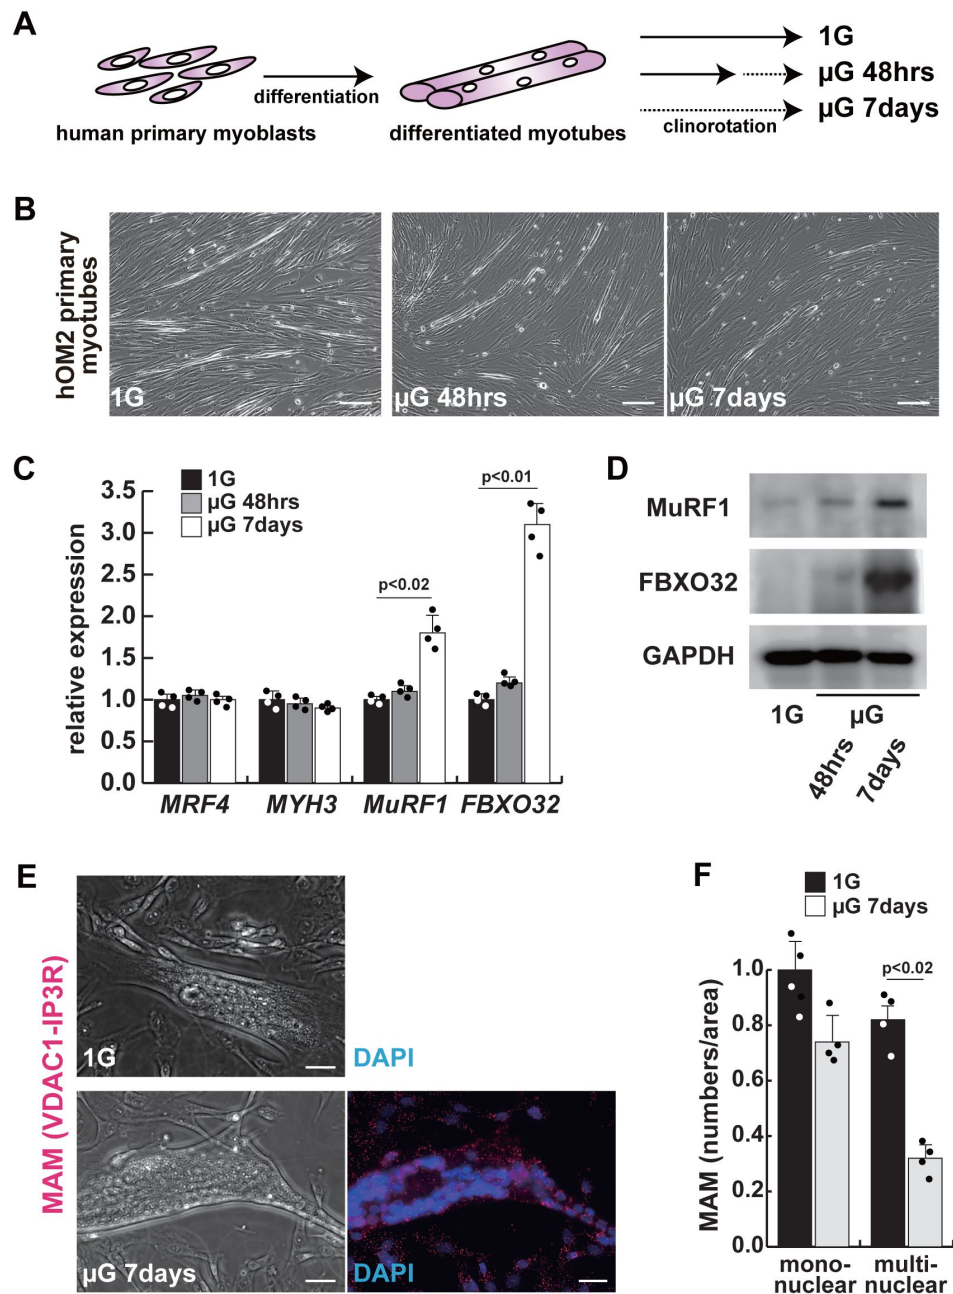 A
human primary myoblasts
differentiation
differentiated myotubes
clinorotation
1G
µG 48hrs
µG 7days
B
hOM2 primary
myotubes
1G
µG 48hrs
µG 7days
C
1G
µG 48hrs
µG 7days
relative expression
3.5
3.0
2.5
2.0
1.5
1.0
0.5
0.0
p<0.02
p<0.01
MRF4
MYH3
MuRF1
FBXO32
D
MuRF1
FBXO32
GAPDH
1G
µG
48hrs
7days
E
MAM (VDAC1-IP3R)
1G
DAPI
µG 7days
DAPI
F
1G
µG 7days
MAM (numbers/area)
1.0
0.8
0.6
0.4
0.2
0.0
p<0.02
mono-
nuclear
multi-
nuclear